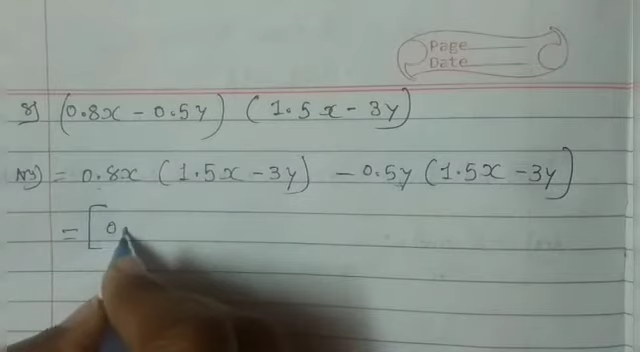 Page
Date
8) (0.8x - 0.5y) (1.5x - 3y)
Ans) = 0.8x (1.5x - 3y) - 0.5y (1.5x - 3y)
= [0.